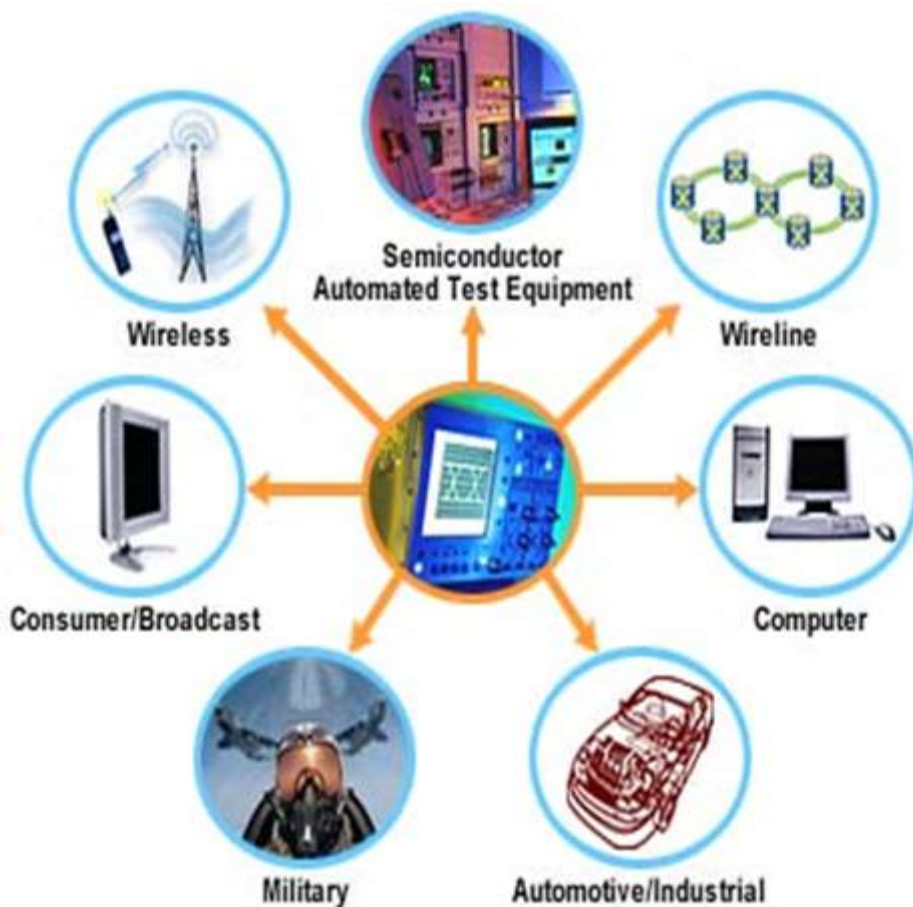 Semiconductor
Automated Test Equipment
Wireless
Wireline
Consumer/Broadcast
Computer
Military
Automotive/Industrial